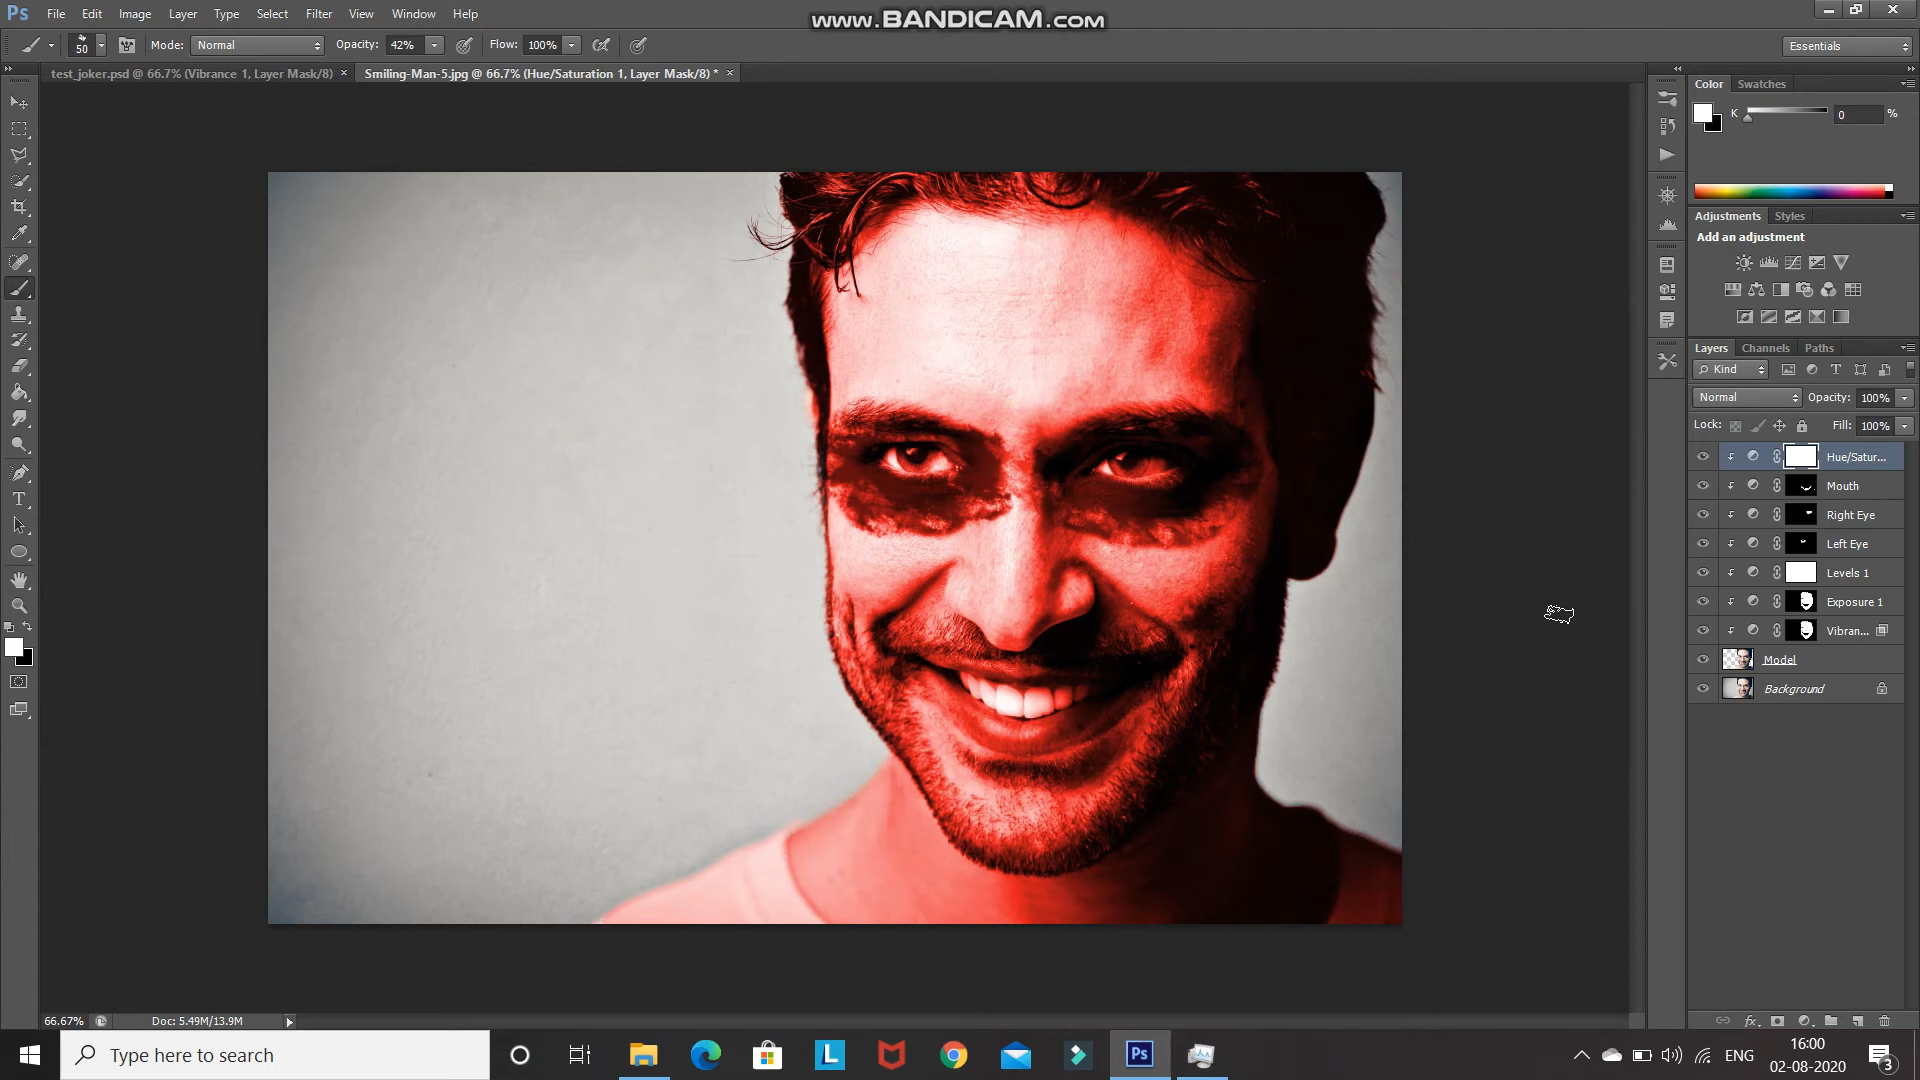 Ps File Edit Image Layer Type Select Filter View Window Help
www.BANDICAM.com
50 Mode: Normal Opacity: 42% Flow: 100% Essentials
test_joker.psd @ 66.7% (Vibrance 1, Layer Mask/8) × Smiling-Man-5.jpg @ 66.7% (Hue/Saturation 1, Layer Mask/8) * ×
Color Swatches
K 0 %
Adjustments Styles
Add an adjustment
Layers Channels Paths
Kind
Normal Opacity: 100%
Lock: Fill: 100%
Hue/Satur...
Mouth
Right Eye
Left Eye
Levels 1
Exposure 1
Vibran...
Model
Background
66.67% Doc: 5.49M/13.9M
Type here to search
L
Ps
ENG
16:00
02-08-2020
3